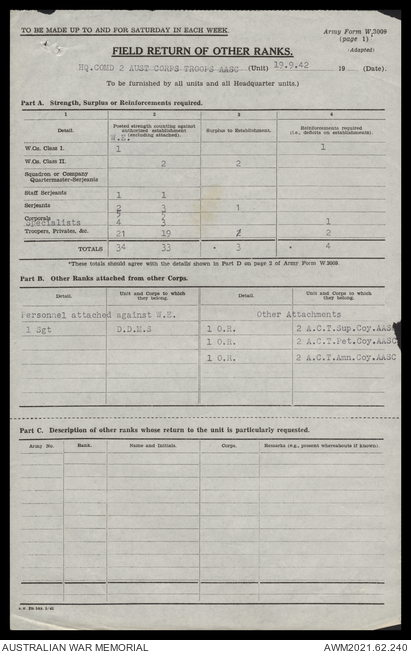 TO BE MADE UP TO AND FOR SATURDAY IN EACH WEEK.
Army Form W.3009
(page 1)
(Adapted)
FIELD RETURN OF OTHER RANKS.
HQ.COMD 2 AUST CORPS TROOPS AASC (Unit) 19.9.42 19 (Date).
To be furnished by all units and all Headquarter units.)
Part A. Strength, Surplus or Reinforcements required.
1 2 3 4
Detail. Posted strength counting against authorized establishment W.E. (excluding attached). Surplus to Establishment Reinforcements required (i.e., deficits on establishments).
W.Os. Class I. 1 1
W.Os. Class II. 2 2
Squadron or Company
Quartermaster-Serjeants
Staff Serjeants 1 1
Serjeants 2 3 1
Corporals
Specialists 4 1
Troopers, Privates, &c. 21 19 2
TOTALS 34 33 * 3 * 4
*These totals should agree with the details shown in Part D on page 2 of Army Form W.3009.
Part B. Other Ranks attached from other Corps.
Detail. Unit and Corps to which they belong. Detail. Unit and Corps to which they belong.
Personnel attached against W.E. Other Attachments
1 Sgt D.D.M.S 1 O.R. 2 A.C.T.Sup.Coy.AASC
1 O.R. 2 A.C.T.Pet.Coy.AASC
1 O.R. 2 A.C.T.Amn.Coy.AASC
Part C. Description of other ranks whose return to the unit is particularly requested.
Army No. Rank. Name and Initials. Corps. Remarks (e.g., present whereabouts if known).
AUSTRALIAN WAR MEMORIAL
AWM2021.62.240